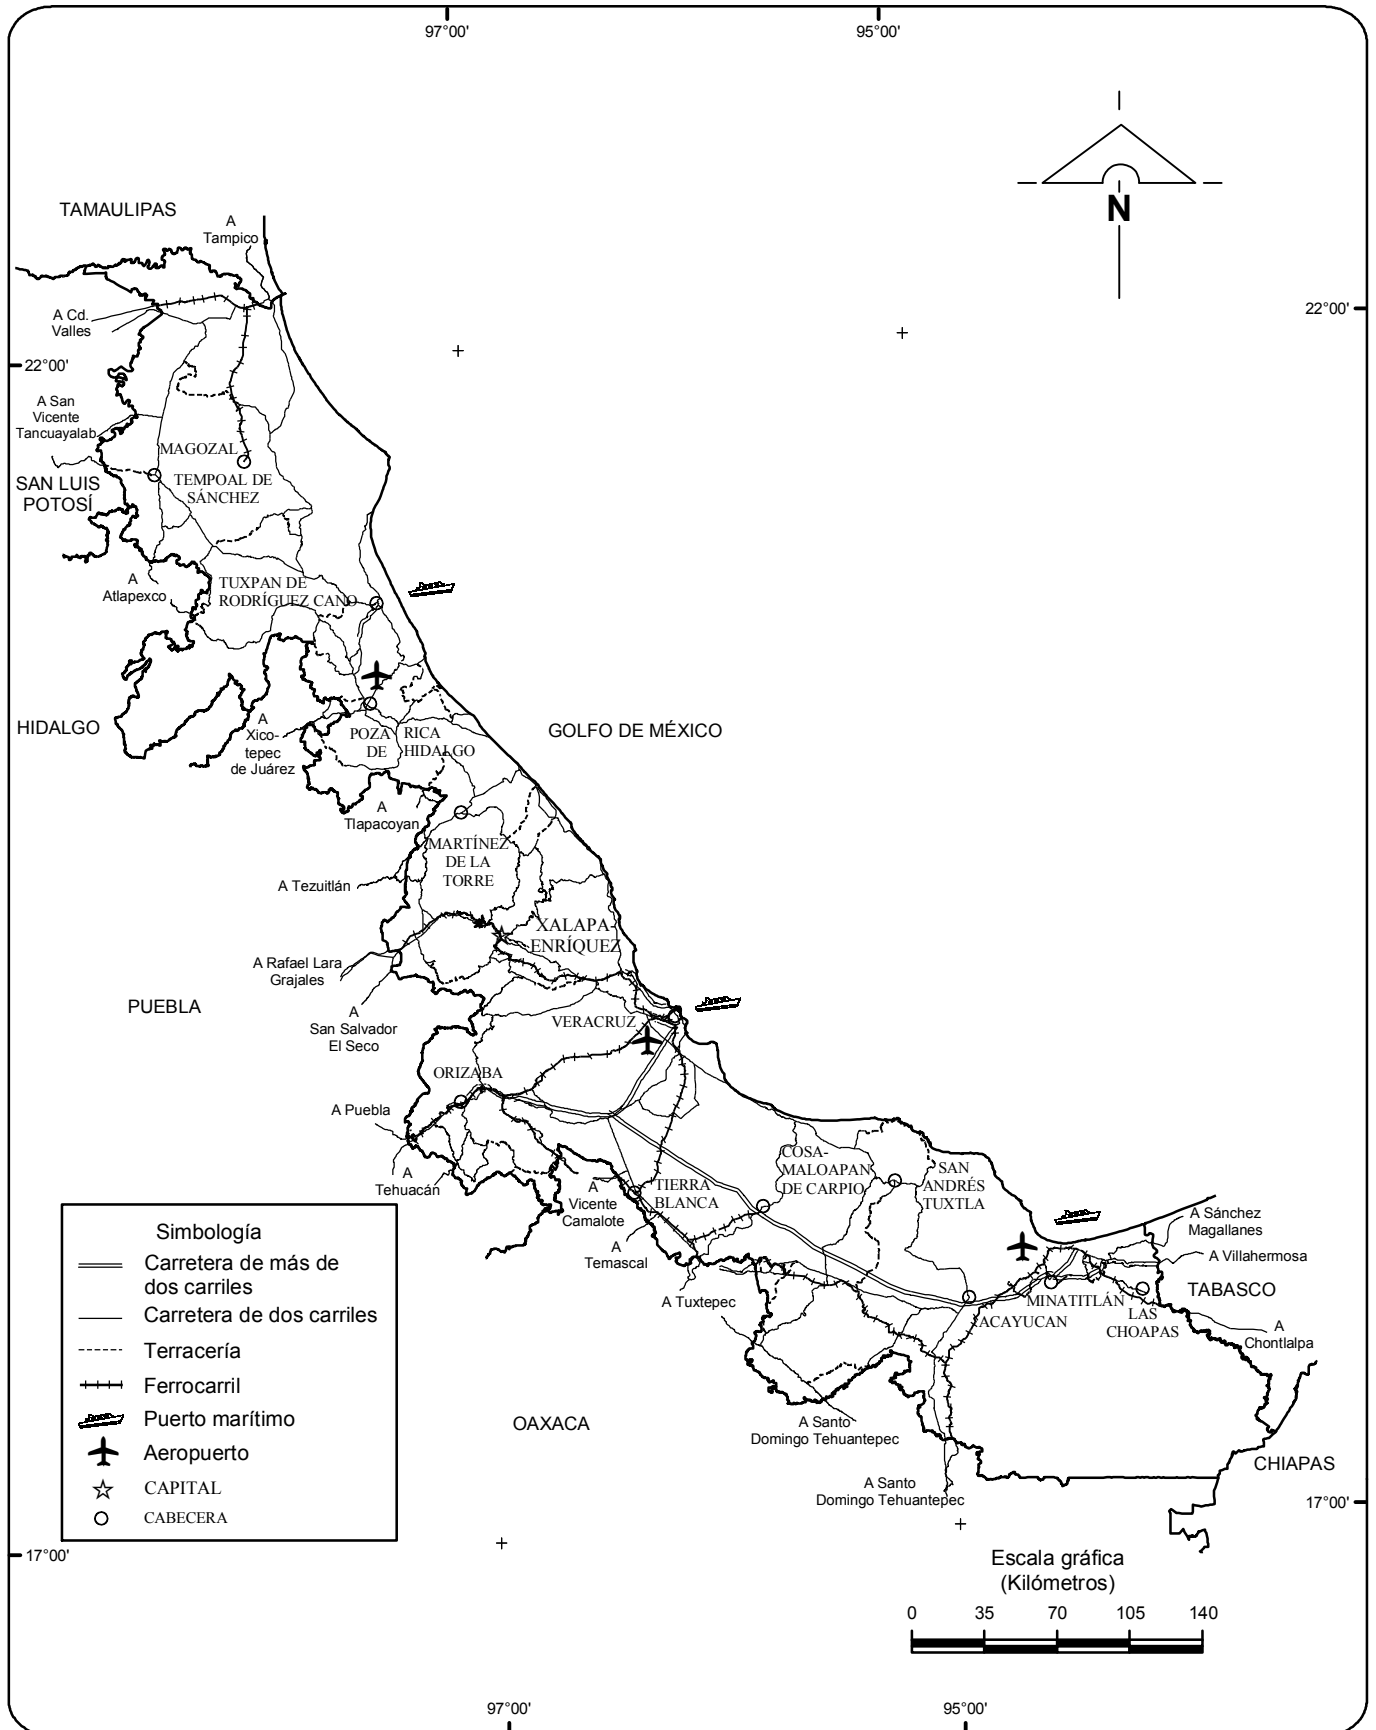 97°00'
95°00'
N
TAMAULIPAS
A
Tampico
A Cd.
Valles
22°00'
22°00'
A San
Vicente
Tancuayalab
MAGOZAL
TEMPOAL DE
SÁNCHEZ
SAN LUIS
POTOSÍ
A
Atlapexco
TUXPAN DE
RODRÍGUEZ CANO
HIDALGO
A
Xico-
tepec
de Juárez
POZA RICA
DE HIDALGO
GOLFO DE MÉXICO
A
Tlapacoyan
MARTÍNEZ
DE LA
TORRE
A Tezuitlán
XALAPA-
ENRÍQUEZ
A Rafael Lara
Grajales
PUEBLA
A
San Salvador
El Seco
VERACRUZ
ORIZABA
A Puebla
A
Tehuacán
A
Vicente
Camalote
TIERRA
BLANCA
COSA-
MALOAPAN
DE CARPIO
SAN
ANDRÉS
TUXTLA
A
Temascal
A Tuxtepec
A Sánchez
Magallanes
A Villahermosa
TABASCO
MINATITLÁN
ACAYUCAN
LAS
CHOAPAS
A
Chontlalpa
OAXACA
A Santo
Domingo Tehuantepec
A Santo
Domingo Tehuantepec
CHIAPAS
Simbología
Carretera de más de
dos carriles
Carretera de dos carriles
Terracería
Ferrocarril
Puerto marítimo
Aeropuerto
CAPITAL
CABECERA
17°00'
17°00'
Escala gráfica
(Kilómetros)
0 35 70 105 140
97°00'
95°00'